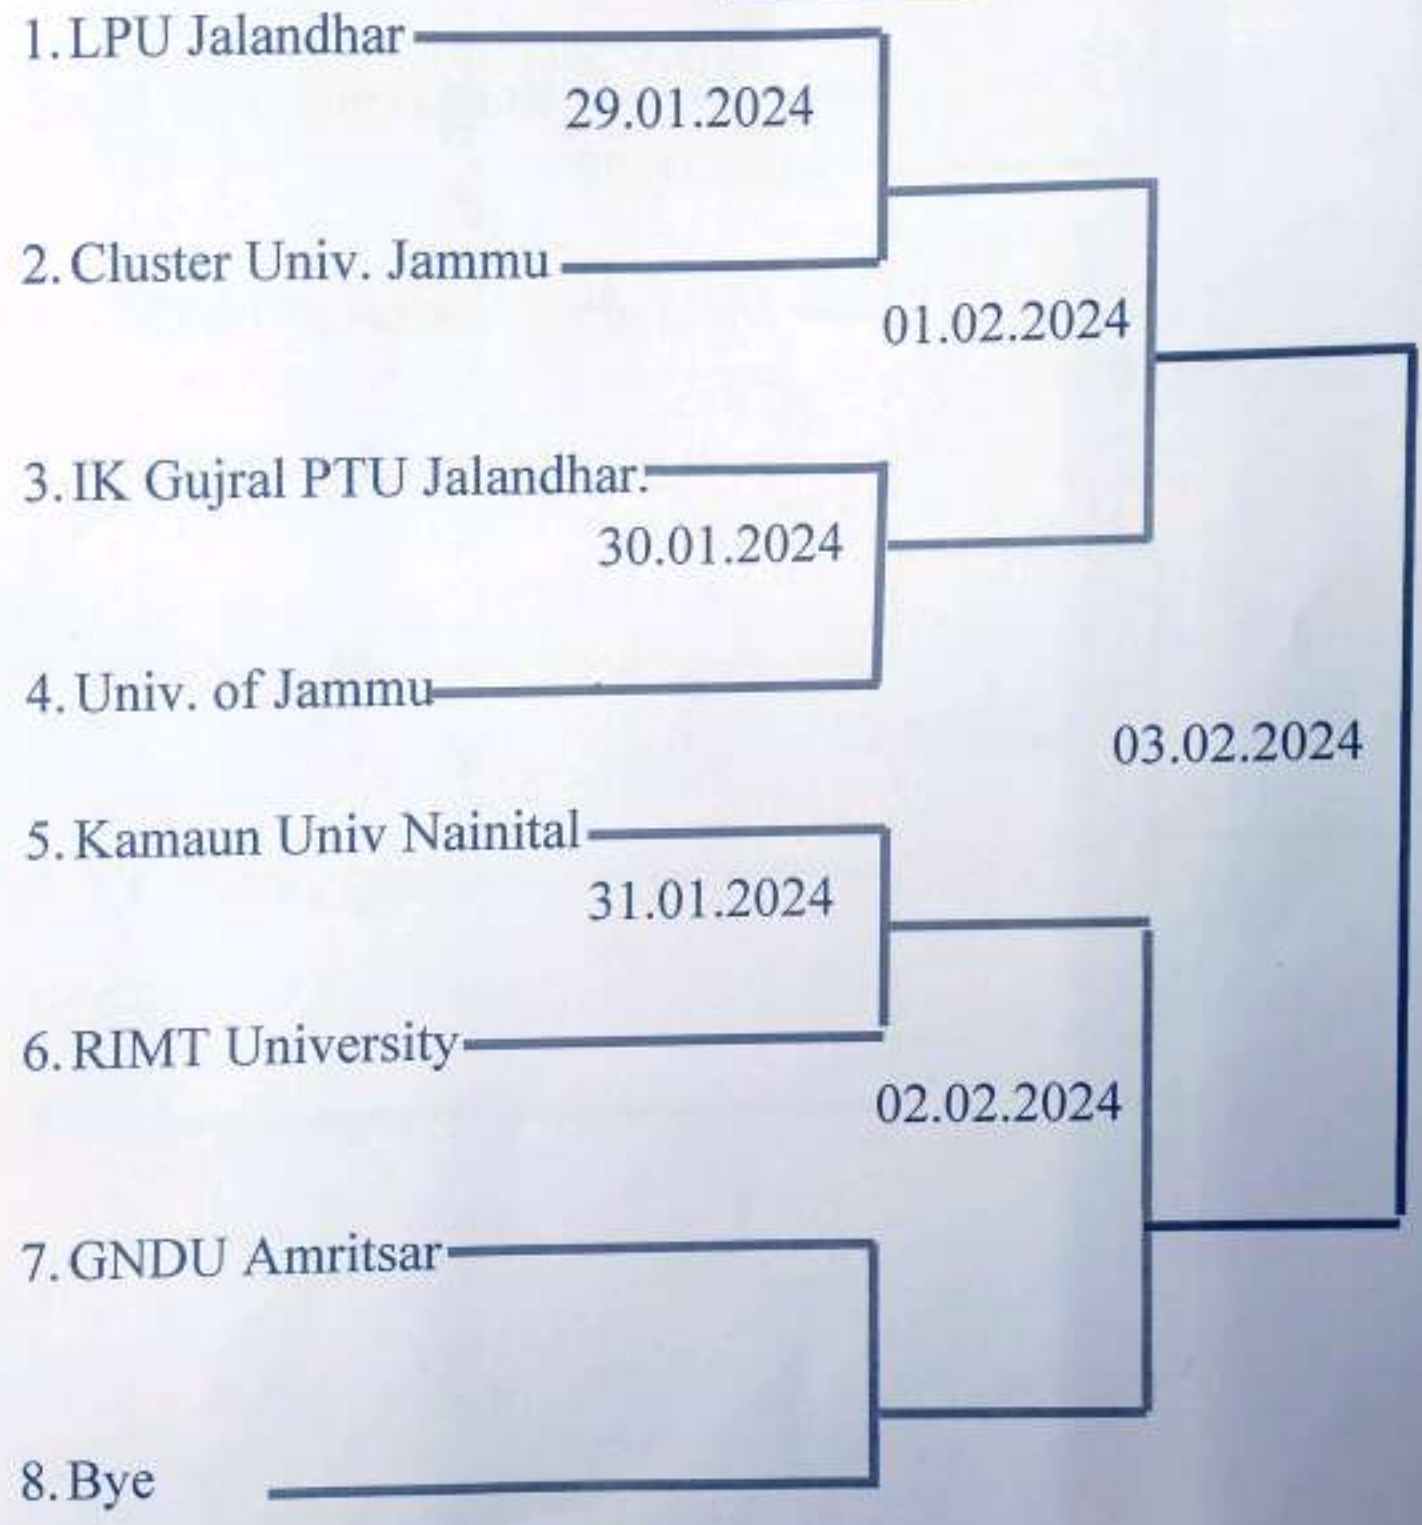 1. LPU Jalandhar
29.01.2024
2. Cluster Univ. Jammu
01.02.2024
3. IK Gujral PTU Jalandhar.
30.01.2024
4. Univ. of Jammu
03.02.2024
5. Kamaun Univ Nainital
31.01.2024
6. RIMT University
02.02.2024
7. GNDU Amritsar
8. Bye